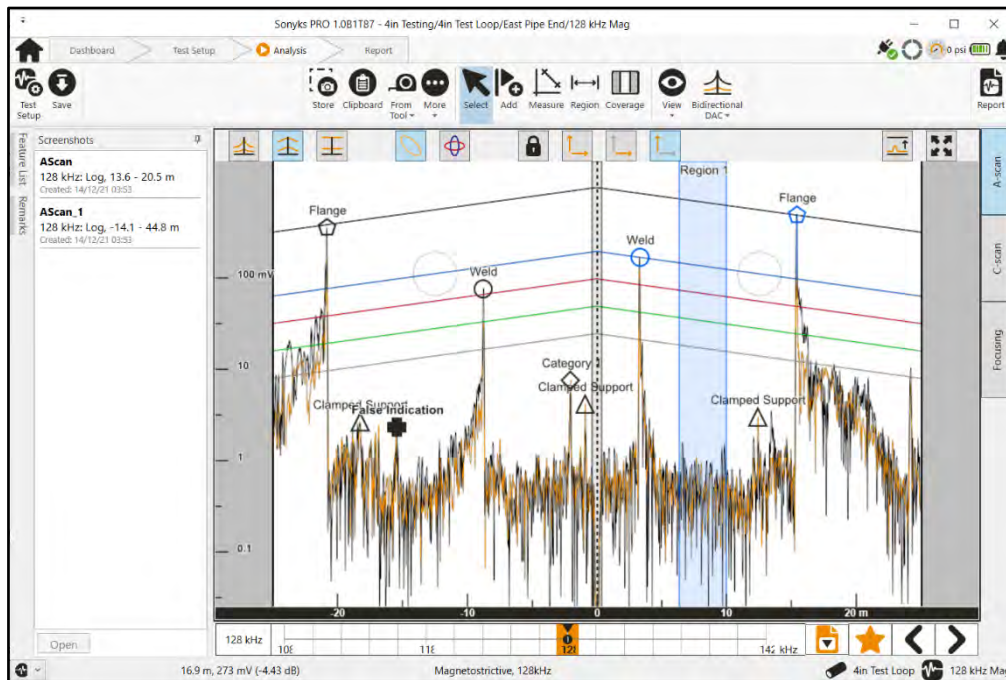 Sonyks PRO 1.0B1T87 - 4in Testing/4in Test Loop/East Pipe End/128 kHz Mag
Dashboard
Test Setup
Analysis
Report
0 psi
Test Setup
Save
Store
Clipboard
From Tool
More
Select
Add
Measure
Region
Coverage
View
Bidirectional DAC
Report
Feature List
Remarks
Screenshots
AScan
128 kHz: Log, 13.6 - 20.5 m
Created: 14/12/21 03:53
AScan_1
128 kHz: Log, -14.1 - 44.8 m
Created: 14/12/21 03:53
Open
Region 1
Flange
Flange
Weld
Weld
100 mV
10
Category
Clamped Support
Clamped Support
False Indication
Clamped Support
1
0.1
-20
-10
0
10
20 m
A-scan
C-scan
Focusing
128 kHz
118
142 kHz
16.9 m, 273 mV (-4.43 dB)
Magnetostrictive, 128kHz
4in Test Loop
128 kHz Mag